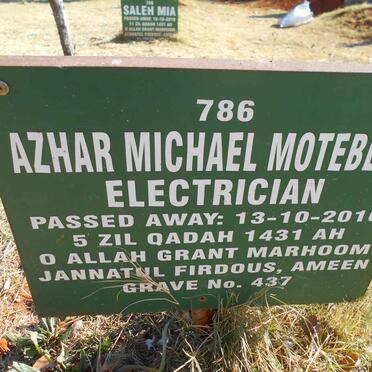 786
SALEH MIA
786
AZHAR MICHAEL
ELECTRICIAN
PASSED AWAY: 13-10-2010
5 ZIL QADAH 1431 AH
O ALLAH GRANT MARHOOM
JANNATUL FIRDOUS, AMEEN
GRAVE No. 437